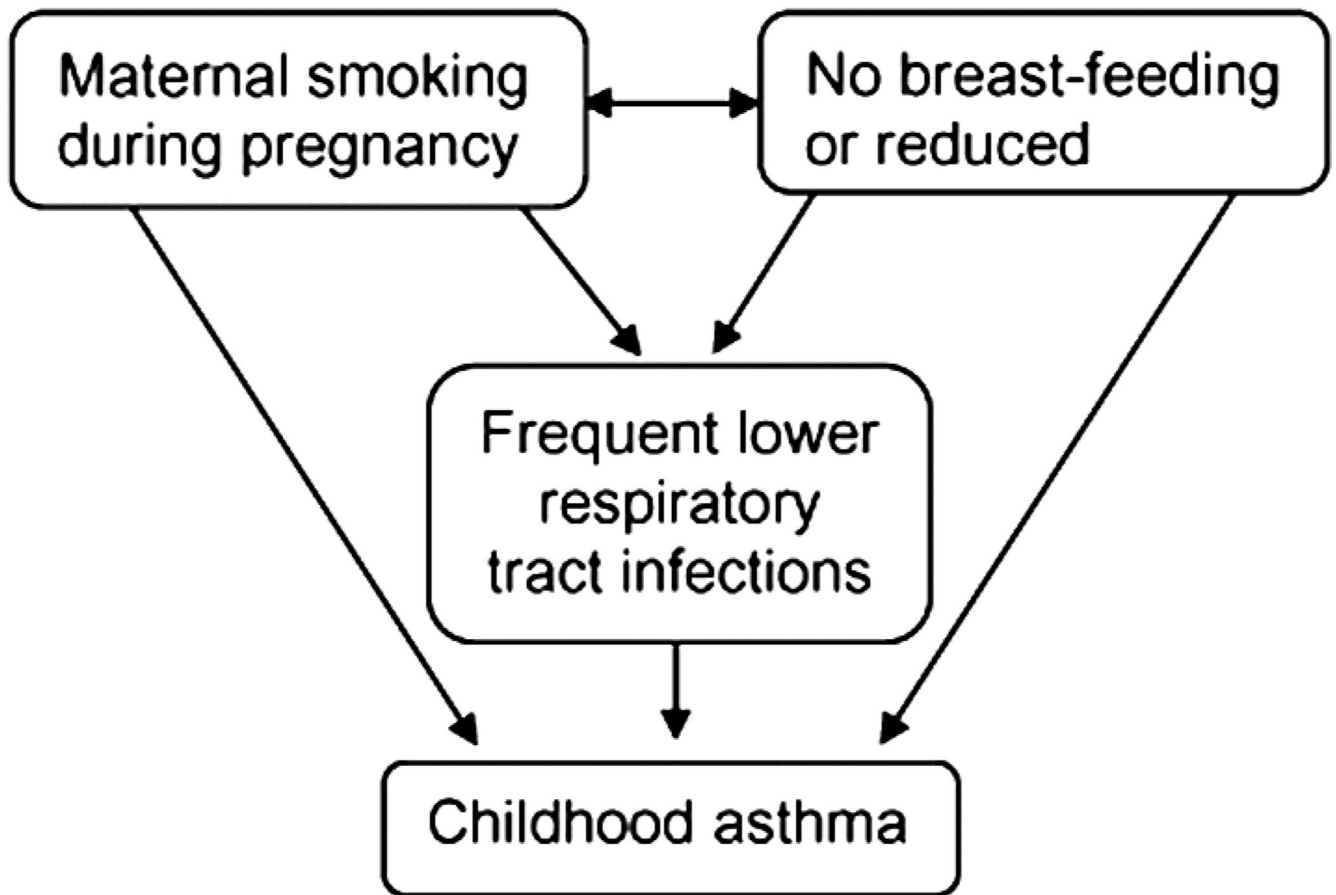 Maternal smoking
during pregnancy
No breast-feeding
or reduced
Frequent lower
respiratory
tract infections
Childhood asthma